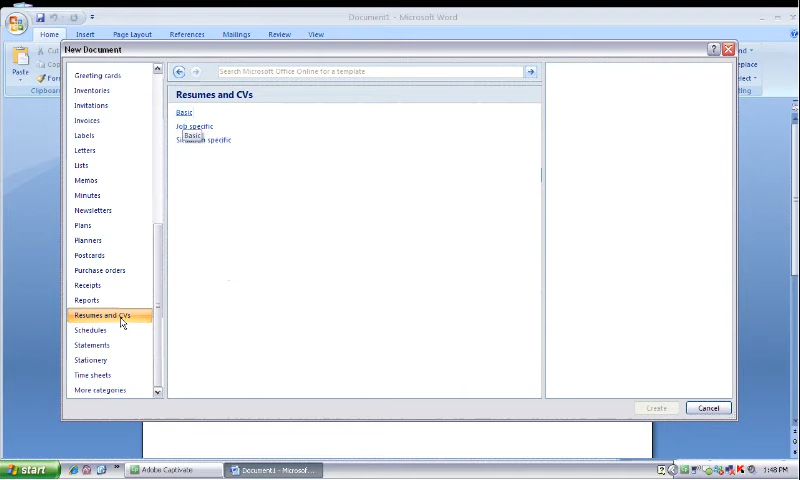 Document1 - Microsoft Word
Home Insert Page Layout References Mailings Review View
Paste
Cut
Clipboard
New Document
Greeting cards
Inventories
Invitations
Invoices
Labels
Letters
Lists
Memos
Minutes
Newsletters
Plans
Planners
Postcards
Purchase orders
Receipts
Reports
Resumes and CVs
Schedules
Statements
Stationery
Time sheets
More categories
Search Microsoft Office Online for a template
Resumes and CVs
Basic
Job specific
Basic
specific
Create Cancel
start
Adobe Captivate
Document1 - Microsof...
1:48 PM